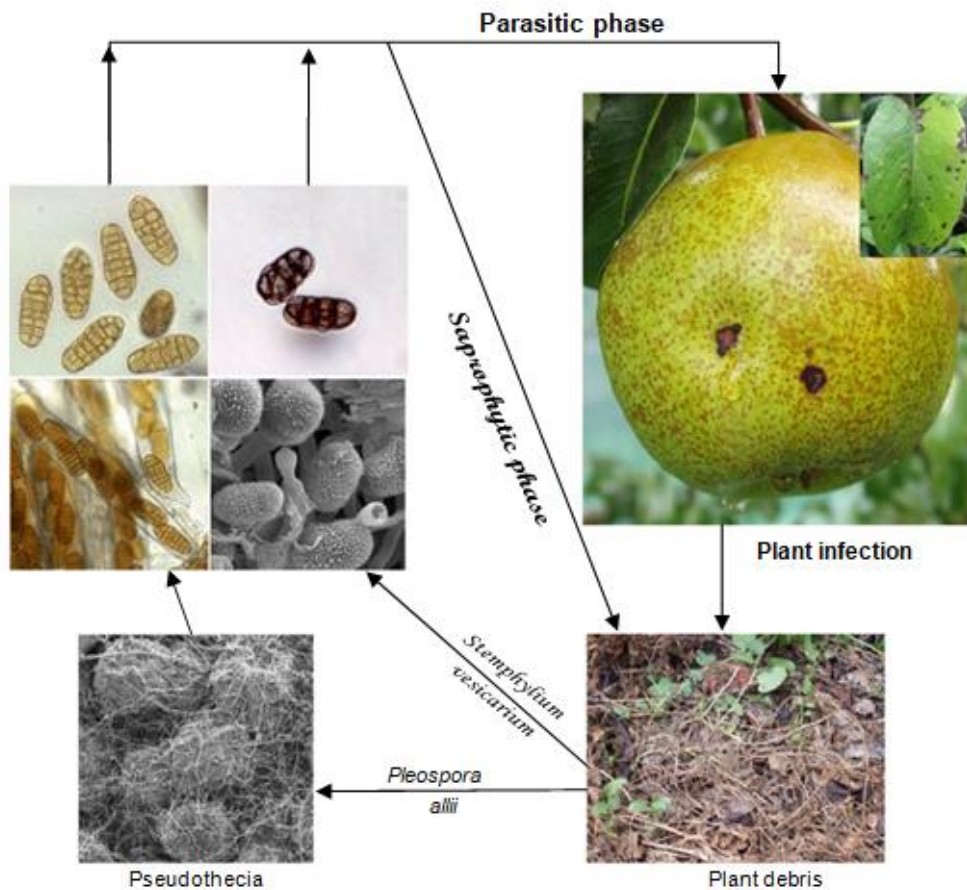 Parasitic phase
Saprophytic phase
Plant infection
Stemphylium
vesicarium
Pleospora
allii
Pseudothecia
Plant debris